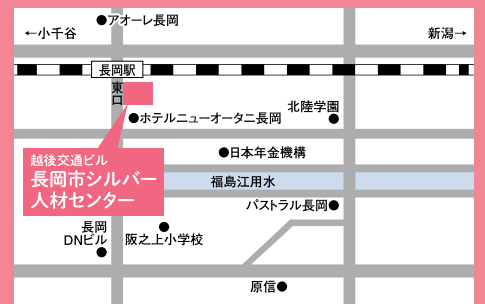 アオーレ長岡
←小千谷
新潟→
長岡駅
東口
北陸学園
ホテルニューオータニ長岡
日本年金機構
越後交通ビル
長岡市シルバー
人材センター
福島江用水
パストラル長岡
長岡
DNビル
阪之上小学校
原信